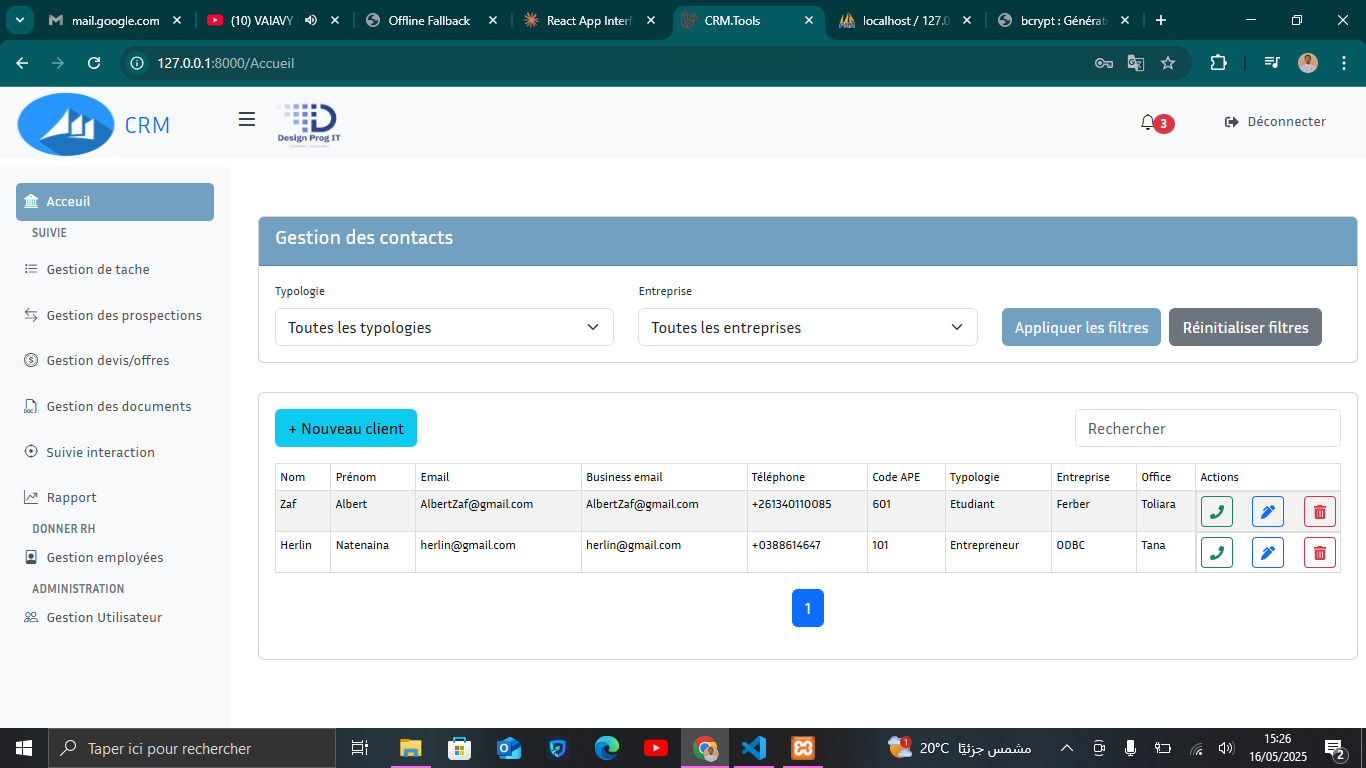 mail.google.com
(10) VAIAVY
Offline Fallback
React App Interf
CRM.Tools
localhost / 127.0
bcrypt : Générate
127.0.0.1:8000/Accueil
CRM
Design Prog IT
3
Déconnecter
Acceuil
SUIVIE
Gestion de tache
Gestion des prospections
Gestion devis/offres
Gestion des documents
Suivie interaction
Rapport
DONNER RH
Gestion employées
ADMINISTRATION
Gestion Utilisateur
Gestion des contacts
Typologie
Entreprise
Toutes les typologies
Toutes les entreprises
Appliquer les filtres
Réinitialiser filtres
+ Nouveau client
Rechercher
Nom Prénom Email Business email Téléphone Code APE Typologie Entreprise Office Actions
Zaf Albert AlbertZaf@gmail.com AlbertZaf@gmail.com +261340110085 601 Etudiant Ferber Toliara
Herlin Natenaina herlin@gmail.com herlin@gmail.com +0388614647 101 Entrepreneur ODBC Tana
1
Taper ici pour rechercher
1
20°C مشمس جزئيًا
15:26
16/05/2025
2